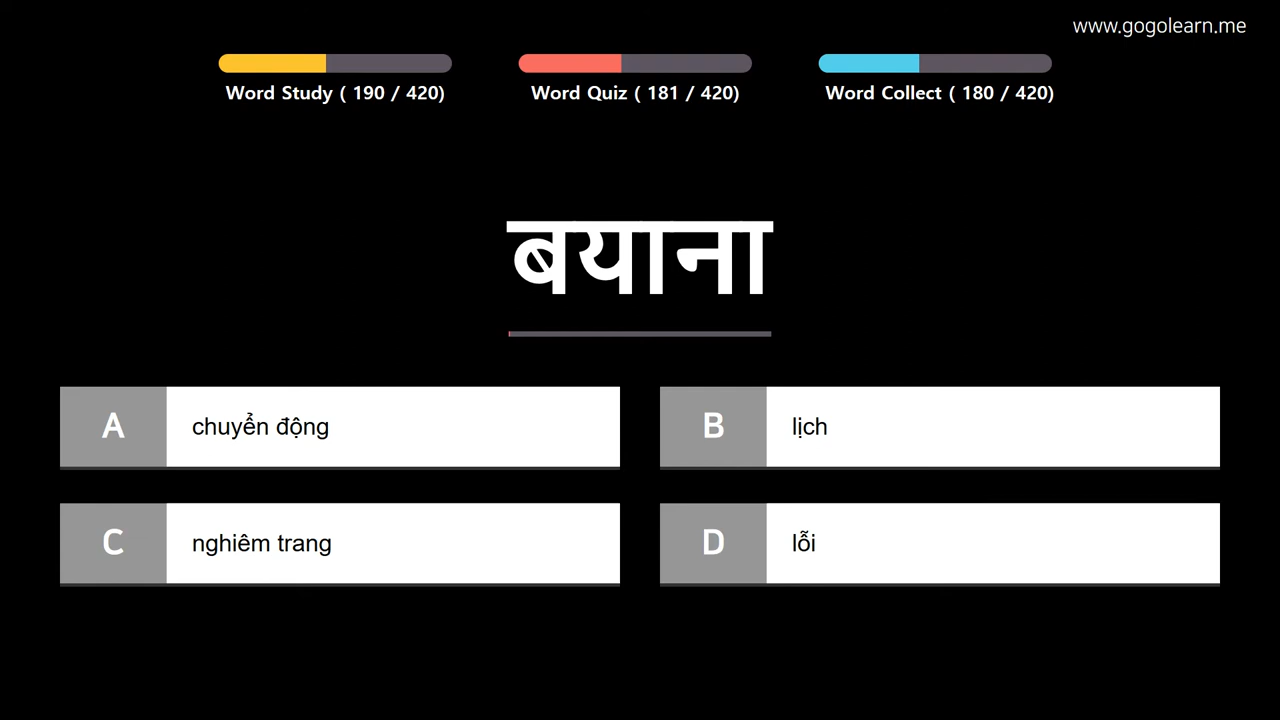 www.gogolearn.me
Word Study ( 190 / 420)
Word Quiz ( 181 / 420)
Word Collect ( 180 / 420)
बयाना
A
chuyển động
B
lịch
C
nghiêm trang
D
lỗi